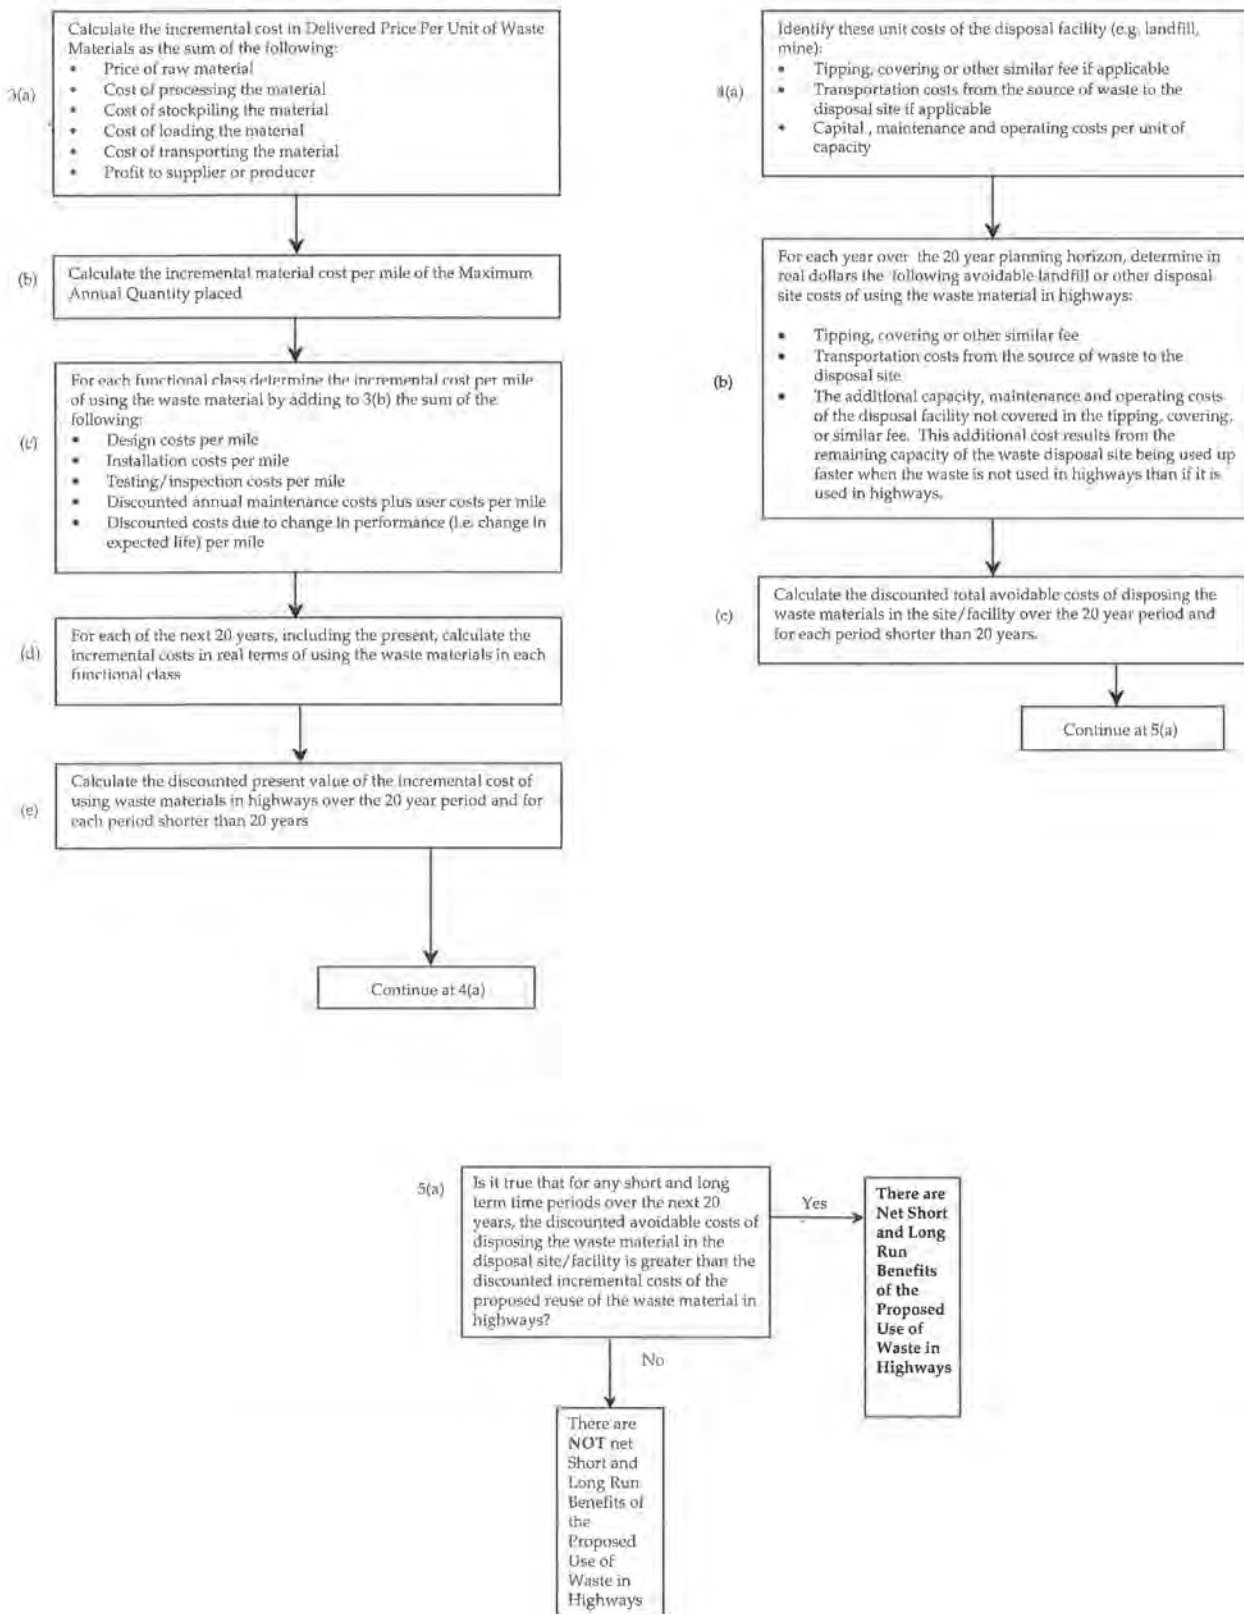 3(a)
Calculate the incremental cost in Delivered Price Per Unit of Waste
Materials as the sum of the following:
• Price of raw material
• Cost of processing the material
• Cost of stockpiling the material
• Cost of loading the material
• Cost of transporting the material
• Profit to supplier or producer
(b)
Calculate the incremental material cost per mile of the Maximum
Annual Quantity placed
(c)
For each functional class determine the incremental cost per mile
of using the waste material by adding to 3(b) the sum of the
following:
• Design costs per mile
• Installation costs per mile
• Testing/inspection costs per mile
• Discounted annual maintenance costs plus user costs per mile
• Discounted costs due to change in performance (i.e. change in
expected life) per mile
(d)
For each of the next 20 years, including the present, calculate the
incremental costs in real terms of using the waste materials in each
functional class
(e)
Calculate the discounted present value of the incremental cost of
using waste materials in highways over the 20 year period and for
each period shorter than 20 years
Continue at 4(a)
4(a)
Identify these unit costs of the disposal facility (e.g. landfill,
mine):
• Tipping, covering or other similar fee if applicable
• Transportation costs from the source of waste to the
disposal site if applicable
• Capital , maintenance and operating costs per unit of
capacity
(b)
For each year over the 20 year planning horizon, determine in
real dollars the following avoidable landfill or other disposal
site costs of using the waste material in highways:
• Tipping, covering or other similar fee
• Transportation costs from the source of waste to the
disposal site
• The additional capacity, maintenance and operating costs
of the disposal facility not covered in the tipping, covering,
or similar fee. This additional cost results from the
remaining capacity of the waste disposal site being used up
faster when the waste is not used in highways than if it is
used in highways.
(c)
Calculate the discounted total avoidable costs of disposing the
waste materials in the site/facility over the 20 year period and
for each period shorter than 20 years.
Continue at 5(a)
5(a)
Is it true that for any short and long
term time periods over the next 20
years, the discounted avoidable costs of
disposing the waste material in the
disposal site/facility is greater than the
discounted incremental costs of the
proposed reuse of the waste material in
highways?
Yes
There are
Net Short
and Long
Run
Benefits
of the
Proposed
Use of
Waste in
Highways
No
There are
NOT net
Short and
Long Run
Benefits of
the
Proposed
Use of
Waste in
Highways